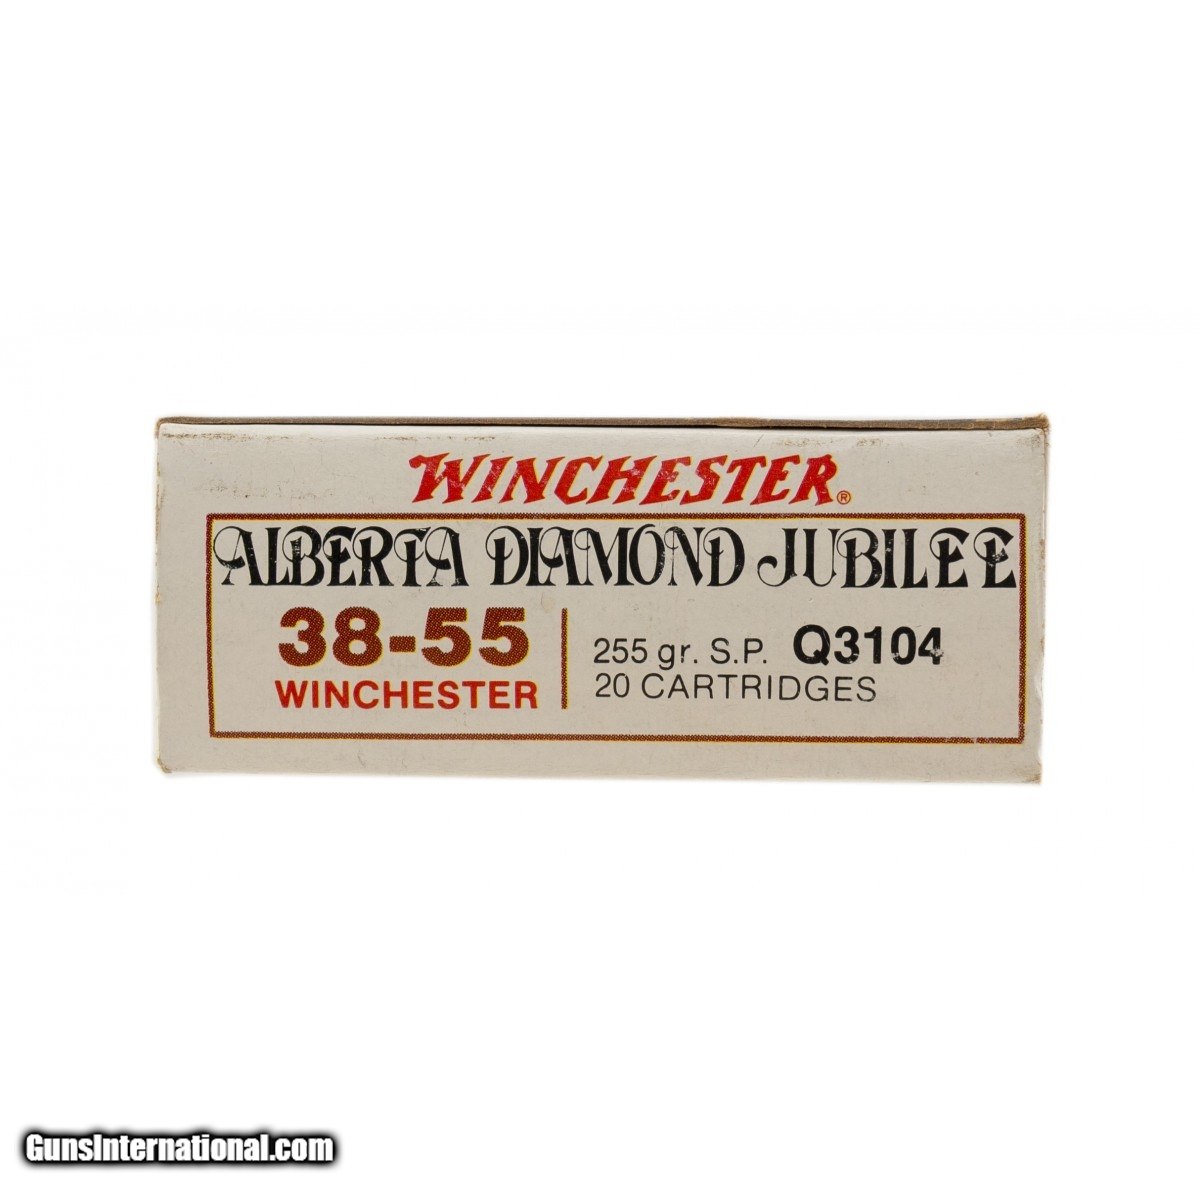 WINCHESTER®
ALBERTA DIAMOND JUBILEE
38-55
WINCHESTER
255 gr. S.P. Q3104
20 CARTRIDGES
GunsInternational.com